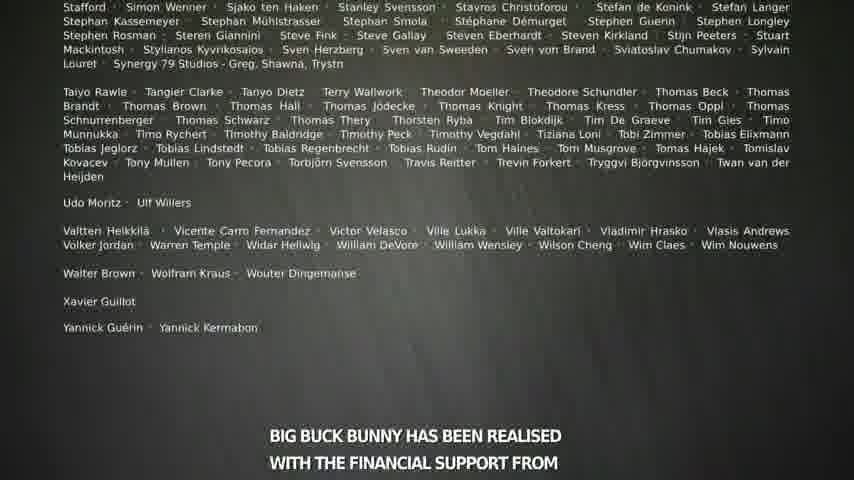 Stafford · Simon Wenner · Sjako ten Haken · Stanley Svensson · Stavros Christoforou · Stefan de Konink · Stefan Langer
Stephan Kassemeyer · Stephan Mühlstrasser · Stephan Smola · Stéphane Démurget · Stephen Guerin · Stephen Longley
Stephen Rosman · Steren Giannini · Steve Fink · Steve Gallay · Steven Eberhardt · Steven Kirkland · Stijn Peeters · Stuart
Mackintosh · Stylianos Kyvrikosaios · Sven Herzberg · Sven van Sweeden · Sven von Brand · Sviatoslav Chumakov · Sylvain
Louret · Synergy 79 Studios - Greg, Shawna, Trystn
Taiyo Rawle · Tangier Clarke · Tanyo Dietz · Terry Wallwork · Theodor Moeller · Theodore Schundler · Thomas Beck · Thomas
Brandt · Thomas Brown · Thomas Hall · Thomas Jödecke · Thomas Knight · Thomas Kress · Thomas Oppl · Thomas
Schnurrenberger · Thomas Schwarz · Thomas Thery · Thorsten Ryba · Tim Blokdijk · Tim De Graeve · Tim Gies · Timo
Munnukka · Timo Rychert · Timothy Baldridge · Timothy Peck · Timothy Vegdahl · Tiziana Loni · Tobi Zimmer · Tobias Elixmann
Tobias Jeglorz · Tobias Lindstedt · Tobias Regenbrecht · Tobias Rudin · Tom Haines · Tom Musgrove · Tomas Hajek · Tomislav
Kovacev · Tony Mullen · Tony Pecora · Torbjörn Svensson · Travis Reitter · Trevin Forkert · Tryggvi Björgvinsson · Twan van der
Heijden
Udo Moritz · Ulf Willers
Valtteri Heikkilä · Vicente Carro Fernandez · Victor Velasco · Ville Lukka · Ville Valtokari · Vladimir Hrasko · Vlasis Andrews
Volker Jordan · Warren Temple · Widar Hellwig · William DeVore · William Wensley · Wilson Cheng · Wim Claes · Wim Nouwens
Walter Brown · Wolfram Kraus · Wouter Dingemanse
Xavier Guillot
Yannick Guérin · Yannick Kermabon
BIG BUCK BUNNY HAS BEEN REALISED
WITH THE FINANCIAL SUPPORT FROM